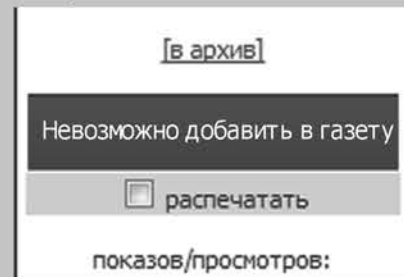 [в архив]
Невозможно добавить в газету
распечатать
показов/просмотров: